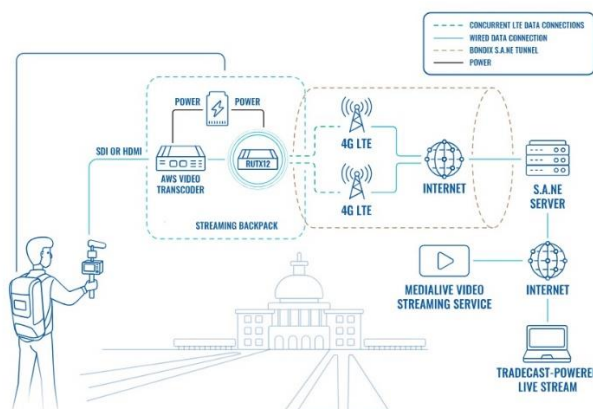 CONCURRENT LTE DATA CONNECTIONS
WIRED DATA CONNECTION
BONDIX S.A.NE TUNNEL
POWER
POWER
POWER
SDI OR HDMI
AWS VIDEO
TRANSCODER
RUTX12
STREAMING BACKPACK
4G LTE
4G LTE
INTERNET
S.A.NE
SERVER
MEDIALIVE VIDEO
STREAMING SERVICE
INTERNET
TRADECAST-POWERED
LIVE STREAM